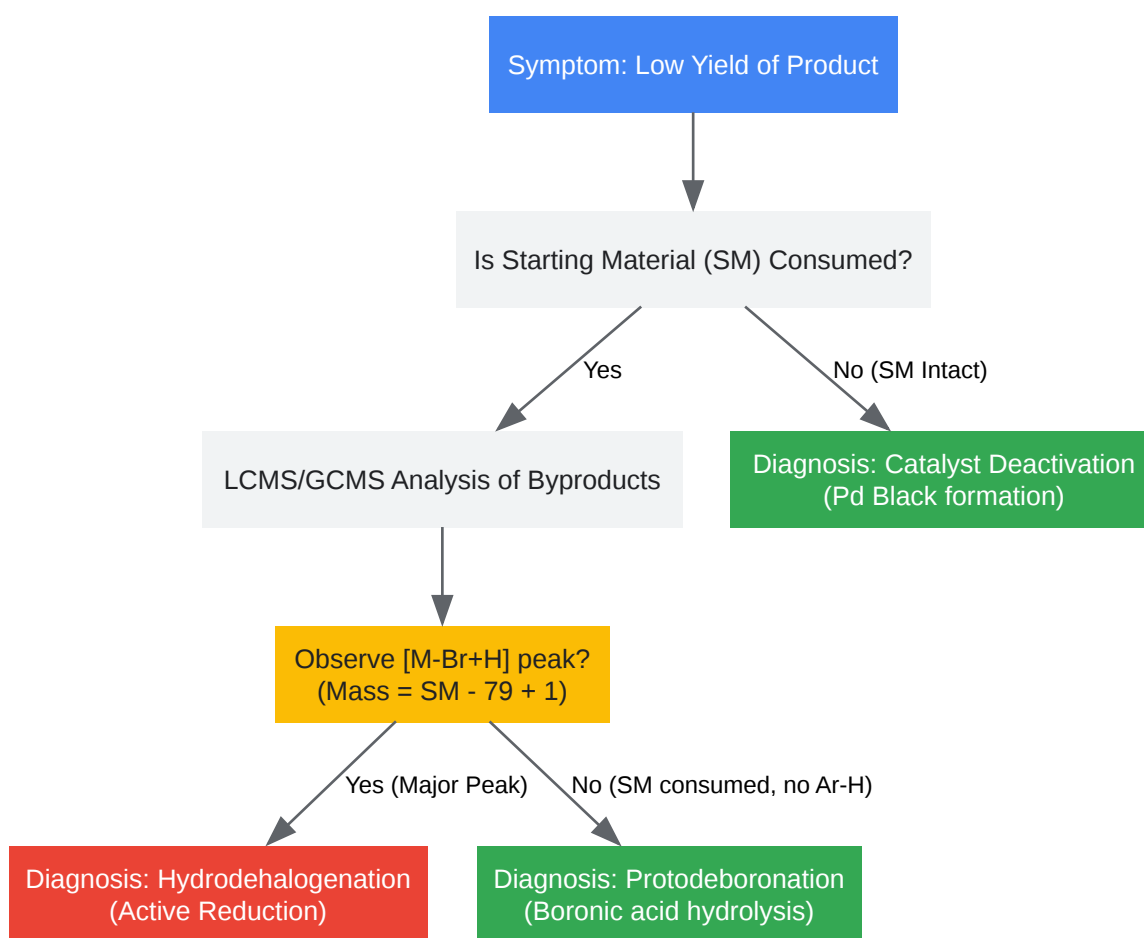 Symptom: Low Yield of Product
Is Starting Material (SM) Consumed?
Yes
No (SM Intact)
LCMS/GCMS Analysis of Byproducts
Diagnosis: Catalyst Deactivation
(Pd Black formation)
Observe [M-Br+H] peak?
(Mass = SM - 79 + 1)
Yes (Major Peak)
No (SM consumed, no Ar-H)
Diagnosis: Hydrodehalogenation
(Active Reduction)
Diagnosis: Protodeboronation
(Boronic acid hydrolysis)